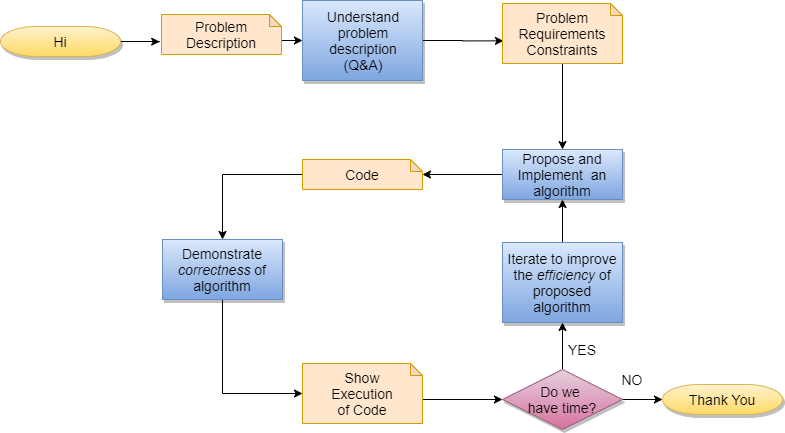 Hi
Problem
Description
Understand
problem
description
(Q&A)
Problem
Requirements
Constraints
Propose and
Implement an
algorithm
Code
Demonstrate
correctness of
algorithm
Iterate to improve
the efficiency of
proposed
algorithm
YES
Show
Execution
of Code
Do we
have time?
NO
Thank You